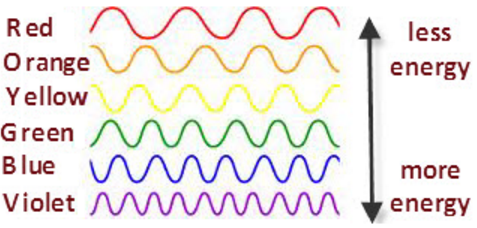 Red
Orange
Yellow
Green
Blue
Violet
less
energy
more
energy